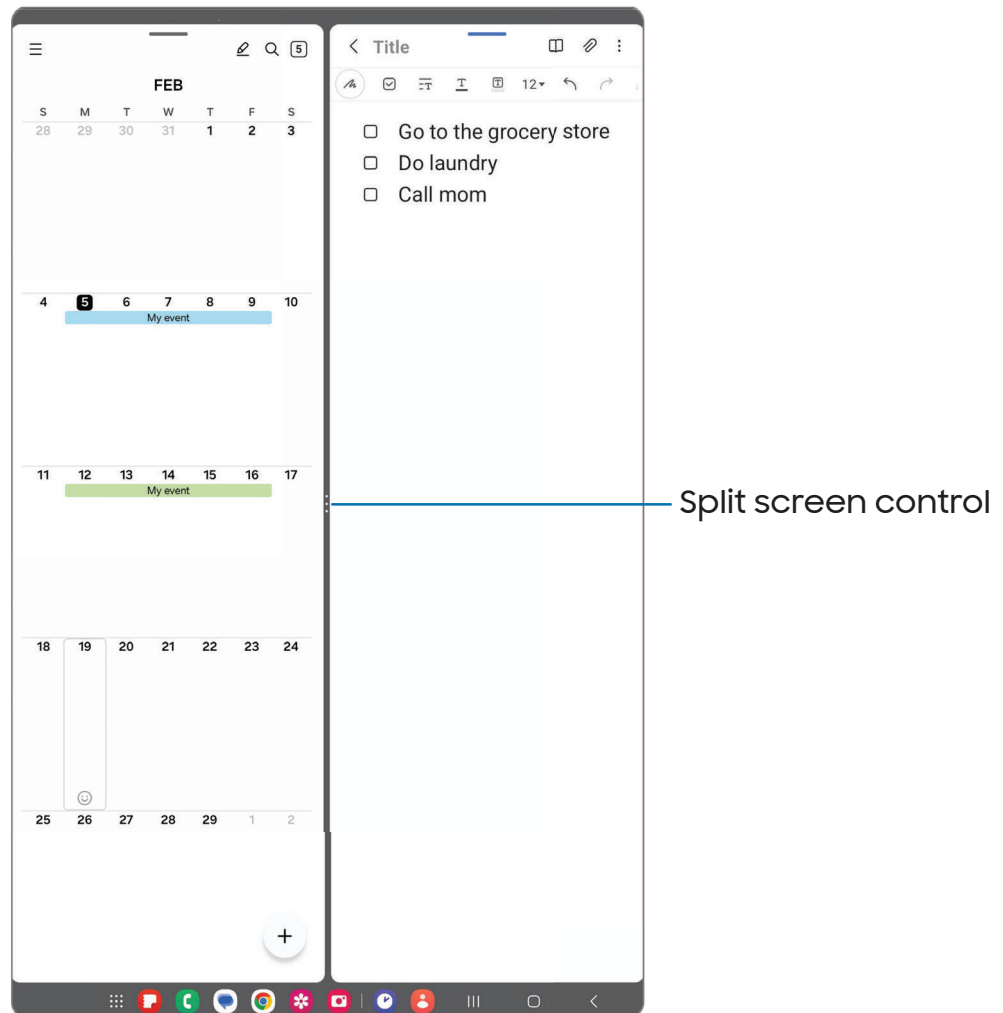 5
FEB
S M T W T F S
28 29 30 31 1 2 3
4 5 6 7 8 9 10
My event
11 12 13 14 15 16 17
My event
18 19 20 21 22 23 24
25 26 27 28 29 1 2
Title
T T T 12
Go to the grocery store
Do laundry
Call mom
Split screen control